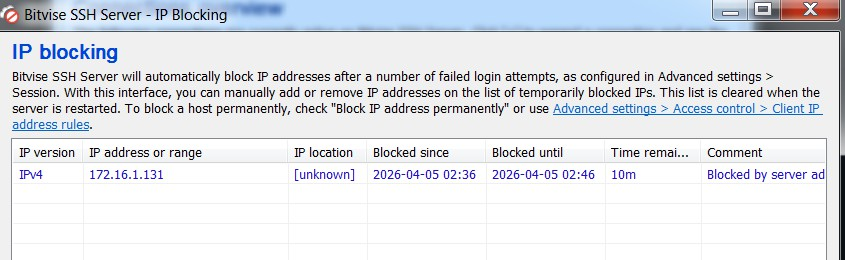 Bitvise SSH Server - IP Blocking
IP blocking
Bitvise SSH Server will automatically block IP addresses after a number of failed login attempts, as configured in Advanced settings >
Session. With this interface, you can manually add or remove IP addresses on the list of temporarily blocked IPs. This list is cleared when the
server is restarted. To block a host permanently, check "Block IP address permanently" or use Advanced settings > Access control > Client IP
address rules.
IP version IP address or range IP location Blocked since Blocked until Time remai... Comment
IPv4 172.16.1.131 [unknown] 2026-04-05 02:36 2026-04-05 02:46 10m Blocked by server ad